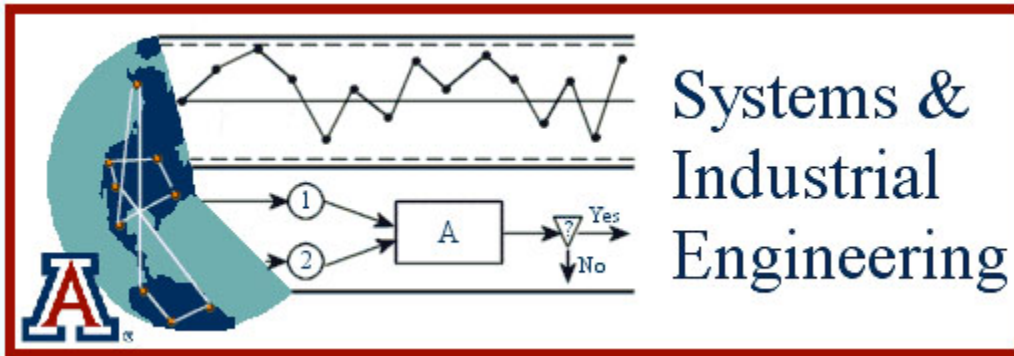 Systems &
Industrial
Engineering
1
2
A
?
Yes
No
A®